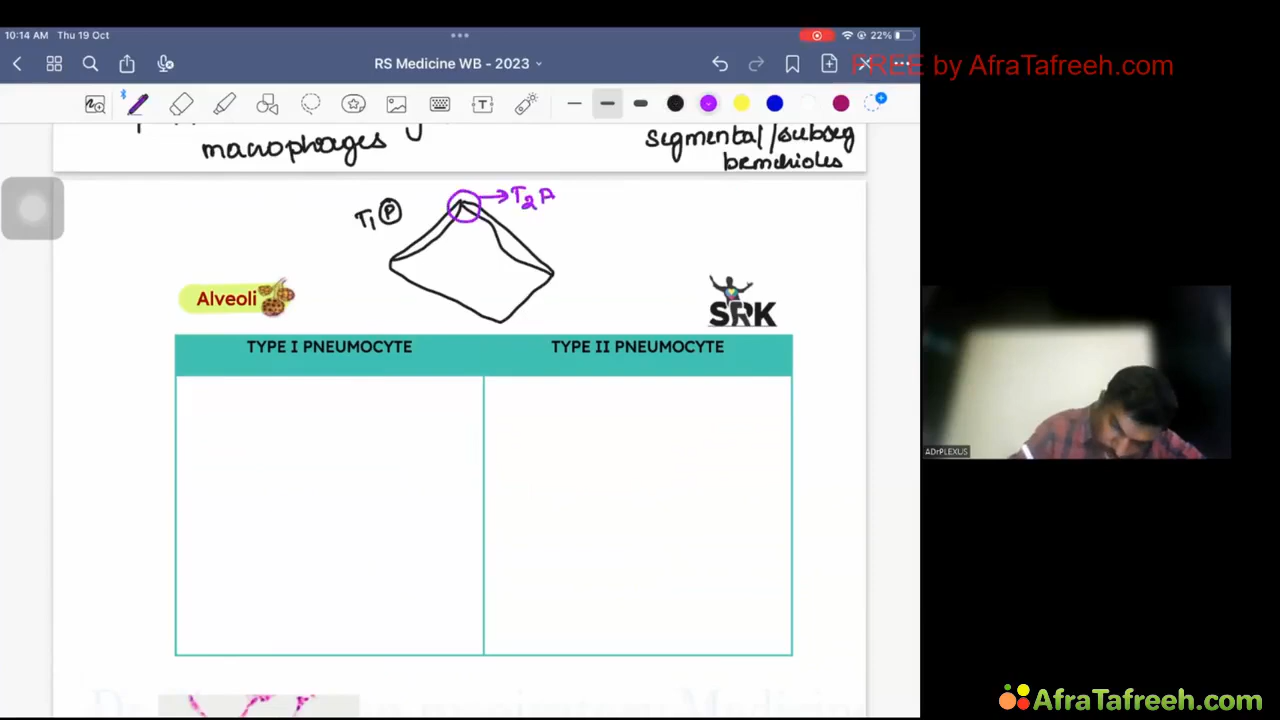 10:14 AM Thu 19 Oct
22%
RS Medicine WB - 2023
FREE by AfraTafreeh.com
macrophages
segmental/subseg
bronchioles
T1 P
T2 P
Alveoli
SRK
TYPE I PNEUMOCYTE
TYPE II PNEUMOCYTE
ADrPLEXUS
AfraTafreeh.com